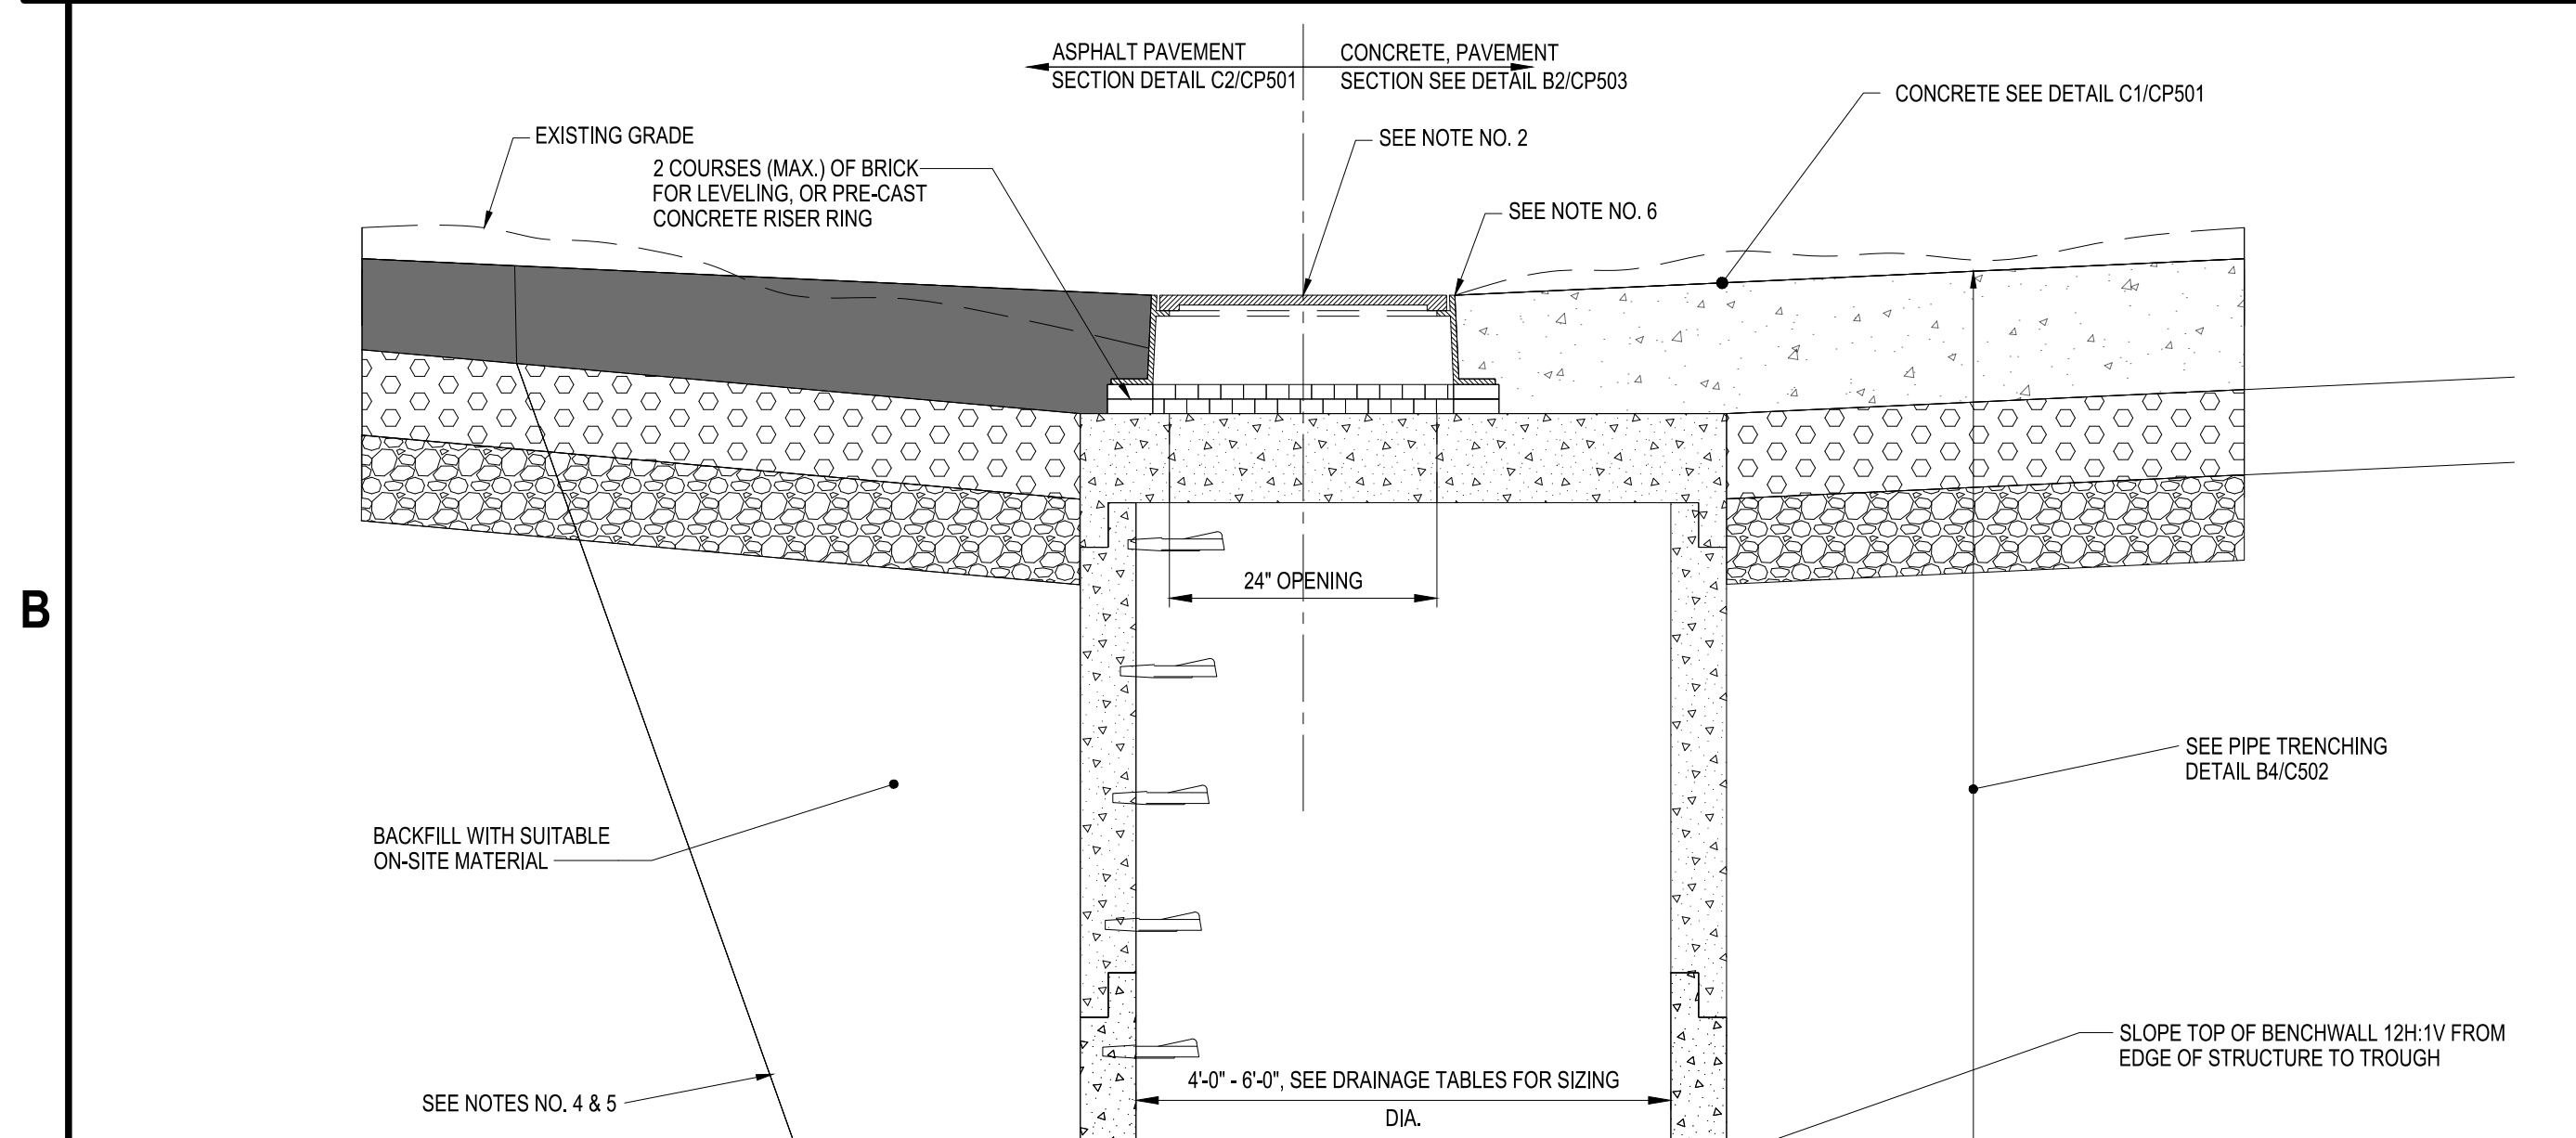 ASPHALT PAVEMENT
SECTION DETAIL C2/CP501
CONCRETE, PAVEMENT
SECTION SEE DETAIL B2/CP503
CONCRETE SEE DETAIL C1/CP501
EXISTING GRADE
SEE NOTE NO. 2
2 COURSES (MAX.) OF BRICK
FOR LEVELING, OR PRE-CAST
CONCRETE RISER RING
SEE NOTE NO. 6
24" OPENING
B
SEE PIPE TRENCHING
DETAIL B4/C502
BACKFILL WITH SUITABLE
ON-SITE MATERIAL
SLOPE TOP OF BENCHWALL 12H:1V FROM
EDGE OF STRUCTURE TO TROUGH
4'-0" - 6'-0", SEE DRAINAGE TABLES FOR SIZING
DIA.
SEE NOTES NO. 4 & 5